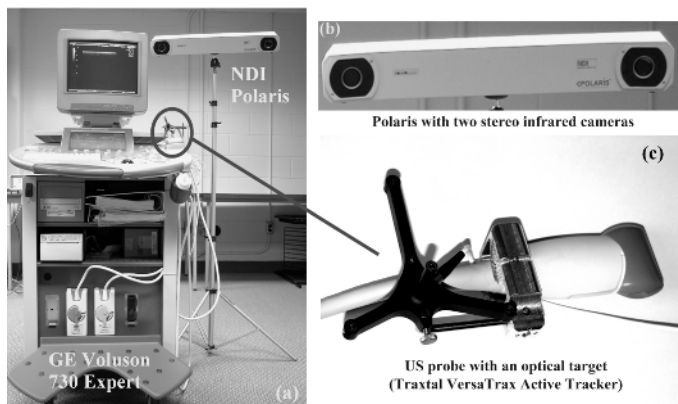 NDI
Polaris
GE Voluson
730 Expert
(a)
(b)
NDI
POLARIS
Polaris with two stereo infrared cameras
(c)
US probe with an optical target
(Traxtal VersaTrax Active Tracker)